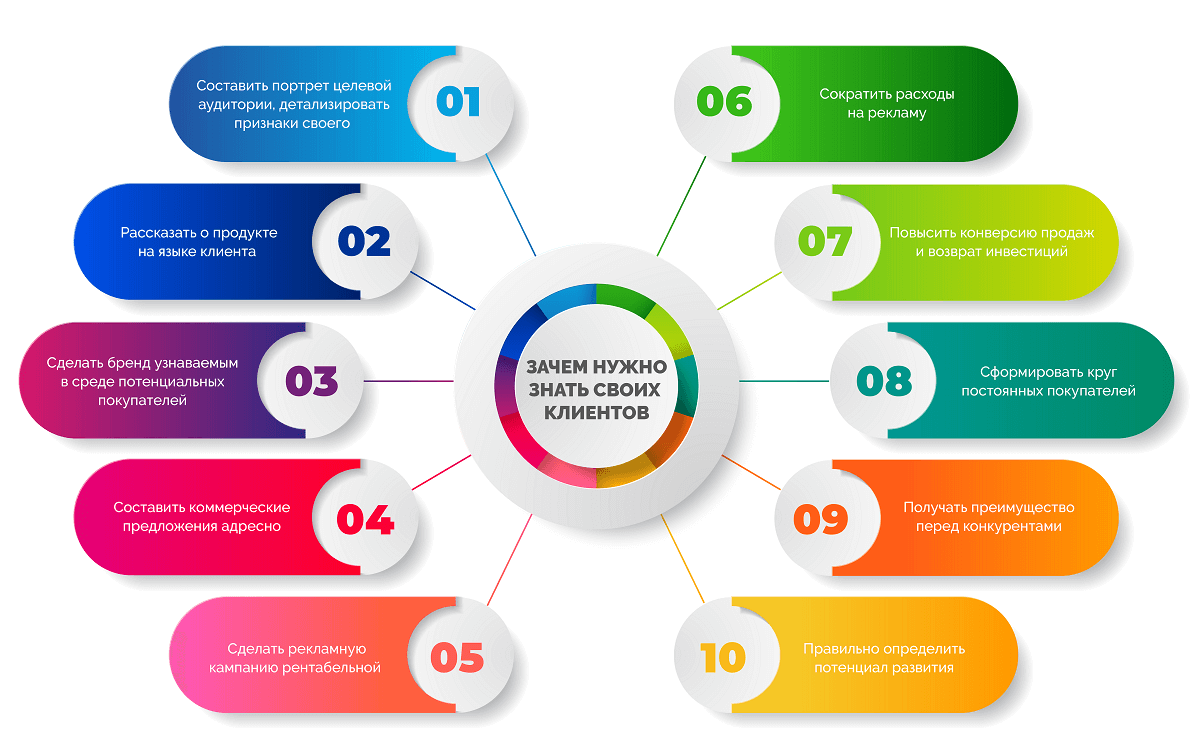 01
Составить портрет целевой
аудитории, детализировать
признаки своего
02
Рассказать о продукте
на языке клиента
03
Сделать бренд узнаваемым
в среде потенциальных
покупателей
04
Составить коммерческие
предложения адресно
05
Сделать рекламную
кампанию рентабельной
ЗАЧЕМ НУЖНО
ЗНАТЬ СВОИХ
КЛИЕНТОВ
06
Сократить расходы
на рекламу
07
Повысить конверсию продаж
и возврат инвестиций
08
Сформировать круг
постоянных покупателей
09
Получать преимущество
перед конкурентами
10
Правильно определить
потенциал развития